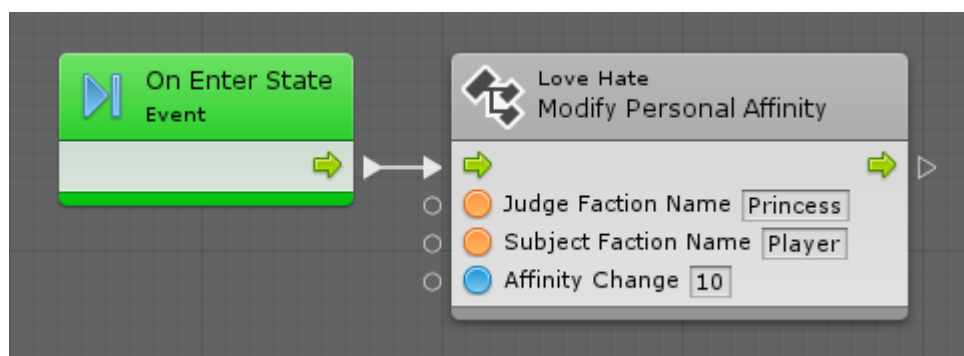 On Enter State
Event
Love Hate
Modify Personal Affinity
Judge Faction Name Princess
Subject Faction Name Player
Affinity Change 10